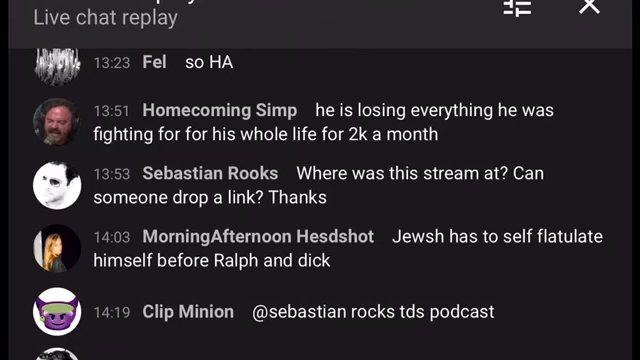 Live chat replay
13:23 Fel so HA
13:51 Homecoming Simp he is losing everything he was
fighting for for his whole life for 2k a month
13:53 Sebastian Rooks Where was this stream at? Can
someone drop a link? Thanks
14:03 MorningAfternoon Hesdshot Jewsh has to self flatulate
himself before Ralph and dick
14:19 Clip Minion @sebastian rocks tds podcast